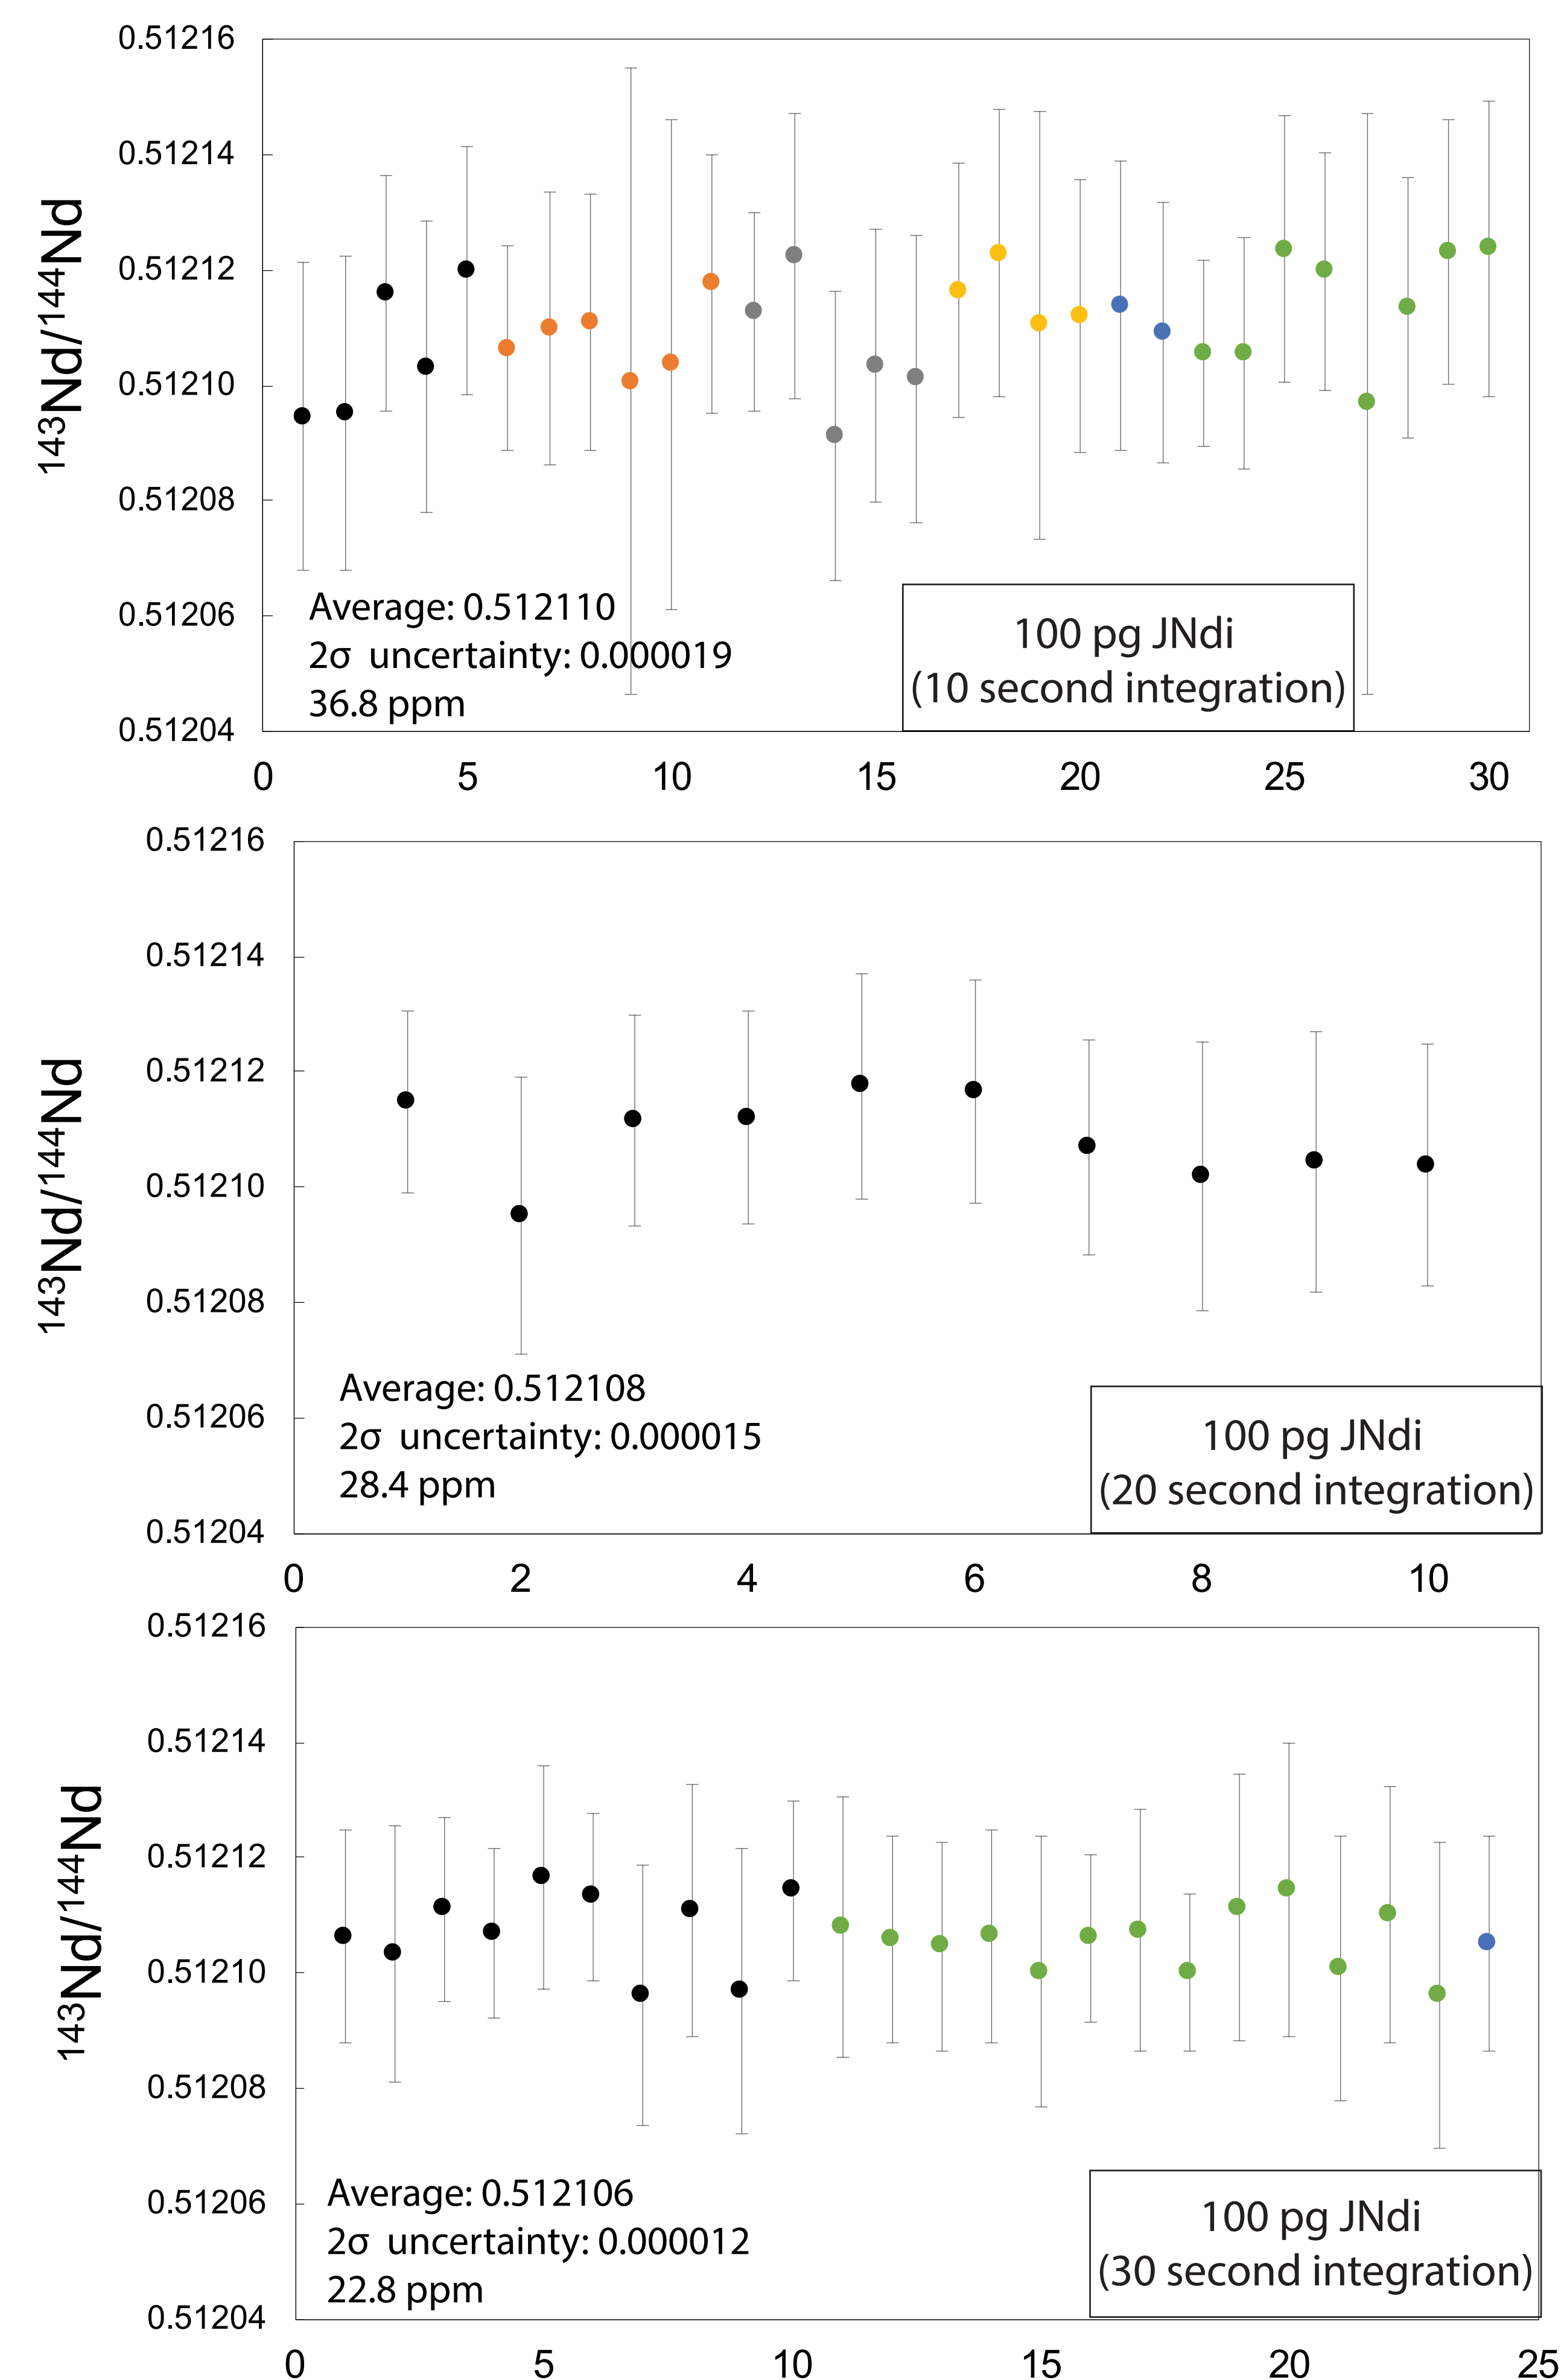 0.51216
0.51214
0.51212
0.51210
0.51208
0.51206
0.51204
143Nd/144Nd
Average: 0.512110
2σ uncertainty: 0.000019
36.8 ppm
100 pg JNdi
(10 second integration)
0 5 10 15 20 25 30
0.51216
0.51214
0.51212
0.51210
0.51208
0.51206
0.51204
143Nd/144Nd
Average: 0.512108
2σ uncertainty: 0.000015
28.4 ppm
100 pg JNdi
(20 second integration)
0 2 4 6 8 10
0.51216
0.51214
0.51212
0.51210
0.51208
0.51206
0.51204
143Nd/144Nd
Average: 0.512106
2σ uncertainty: 0.000012
22.8 ppm
100 pg JNdi
(30 second integration)
0 5 10 15 20 25